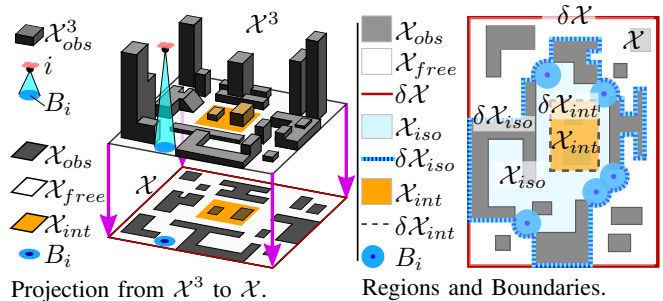 𝒳³_obs
i
B_i
𝒳_obs
𝒳_free
𝒳_int
B_i
𝒳³
𝒳
Projection from 𝒳³ to 𝒳.
𝒳_obs
𝒳_free
δ𝒳
𝒳_iso
δ𝒳_iso
𝒳_int
δ𝒳_int
B_i
δ𝒳
𝒳
δ𝒳_iso
δ𝒳_int
𝒳_int
𝒳_iso
Regions and Boundaries.